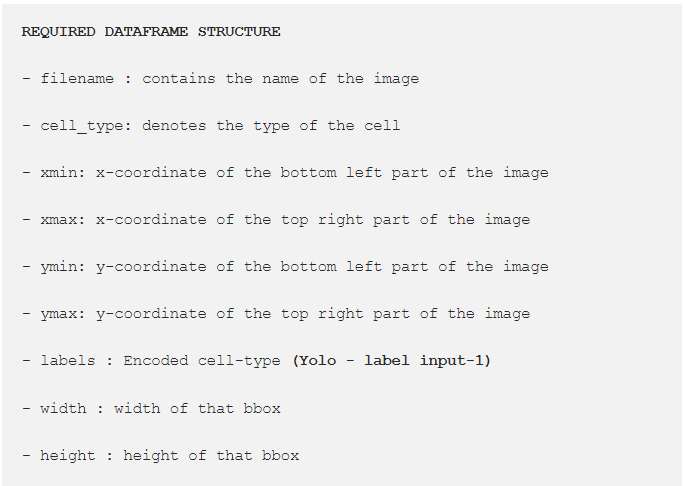 REQUIRED DATAFRAME STRUCTURE
- filename : contains the name of the image
- cell_type: denotes the type of the cell
- xmin: x-coordinate of the bottom left part of the image
- xmax: x-coordinate of the top right part of the image
- ymin: y-coordinate of the bottom left part of the image
- ymax: y-coordinate of the top right part of the image
- labels : Encoded cell-type (Yolo - label input-1)
- width : width of that bbox
- height : height of that bbox